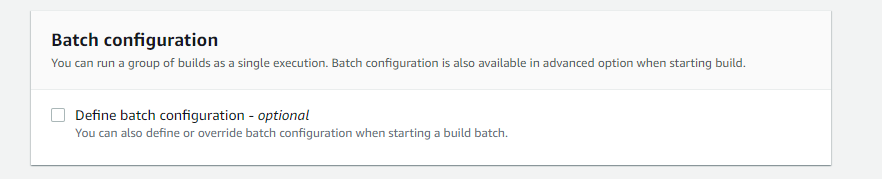 Batch configuration
You can run a group of builds as a single execution. Batch configuration is also available in advanced option when starting build.
Define batch configuration - optional
You can also define or override batch configuration when starting a build batch.